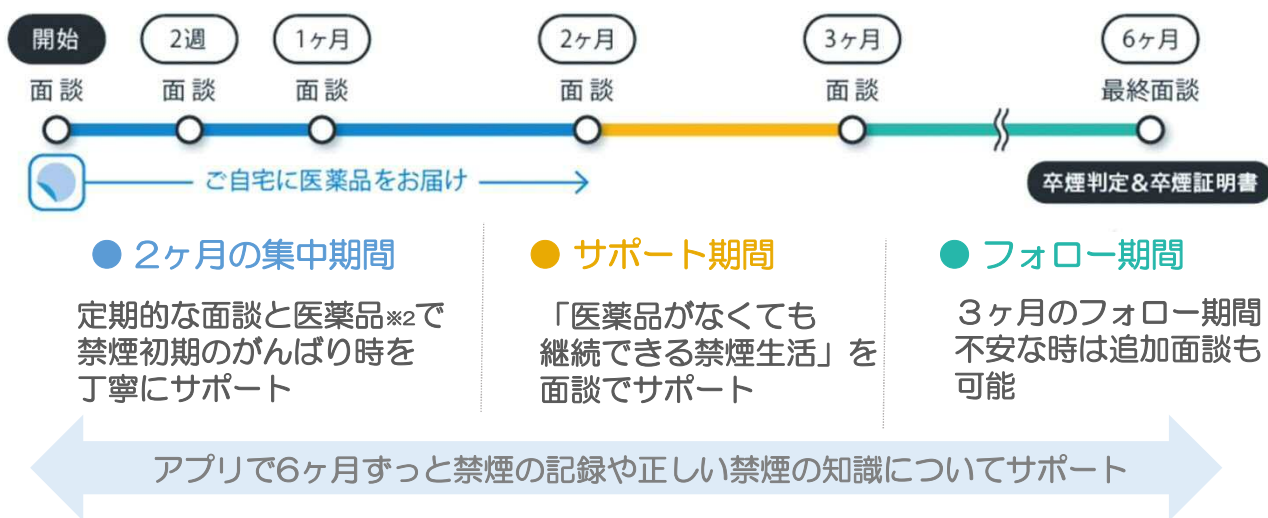 開始 2週 1ヶ月 2ヶ月 3ヶ月 6ヶ月
面談 面談 面談 面談 面談 最終面談
ご自宅に医薬品をお届け
卒煙判定&卒煙証明書
● 2ヶ月の集中期間
定期的な面談と医薬品※2で
禁煙初期のがんばり時を
丁寧にサポート
● サポート期間
「医薬品がなくても
継続できる禁煙生活」を
面談でサポート
● フォロー期間
3ヶ月のフォロー期間
不安な時は追加面談も
可能
アプリで6ヶ月ずっと禁煙の記録や正しい禁煙の知識についてサポート